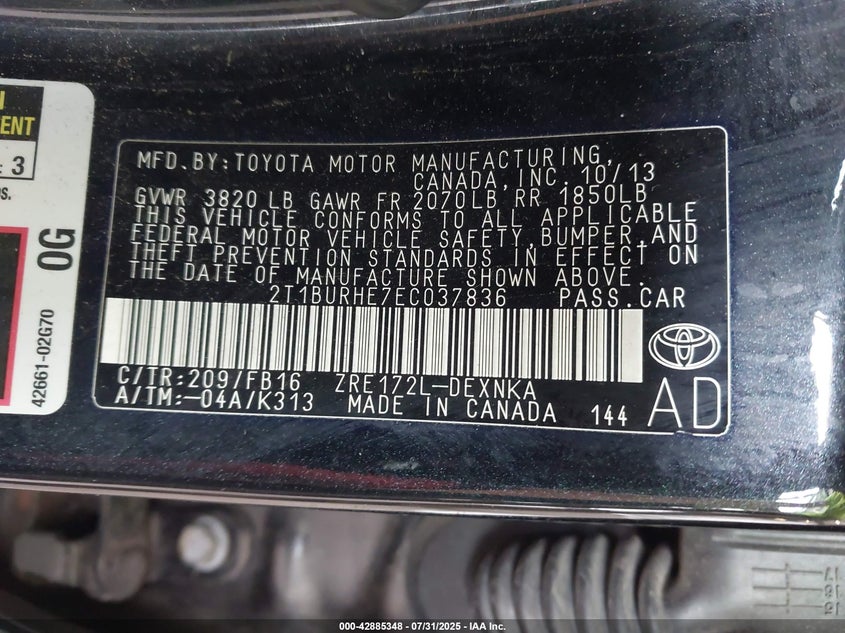 MFD.BY:TOYOTA MOTOR MANUFACTURING,
CANADA,INC. 10/13
GVWR 3820 LB GAWR FR 2070LB RR 1850LB
THIS VEHICLE CONFORMS TO ALL APPLICABLE
FEDERAL MOTOR VEHICLE SAFETY,BUMPER,AND
THEFT PREVENTION STANDARDS IN EFFECT ON
THE DATE OF MANUFACTURE SHOWN ABOVE.
2T1BURHE7EC037836 PASS.CAR
C/TR:209/FB16 ZRE172L-DEXNKA
A/TM:-04A/K313 MADE IN CANADA 144
AD
ENT
: 3
0G
42661-02G70
17
18
000-42885348 - 07/31/2025 - IAA Inc.